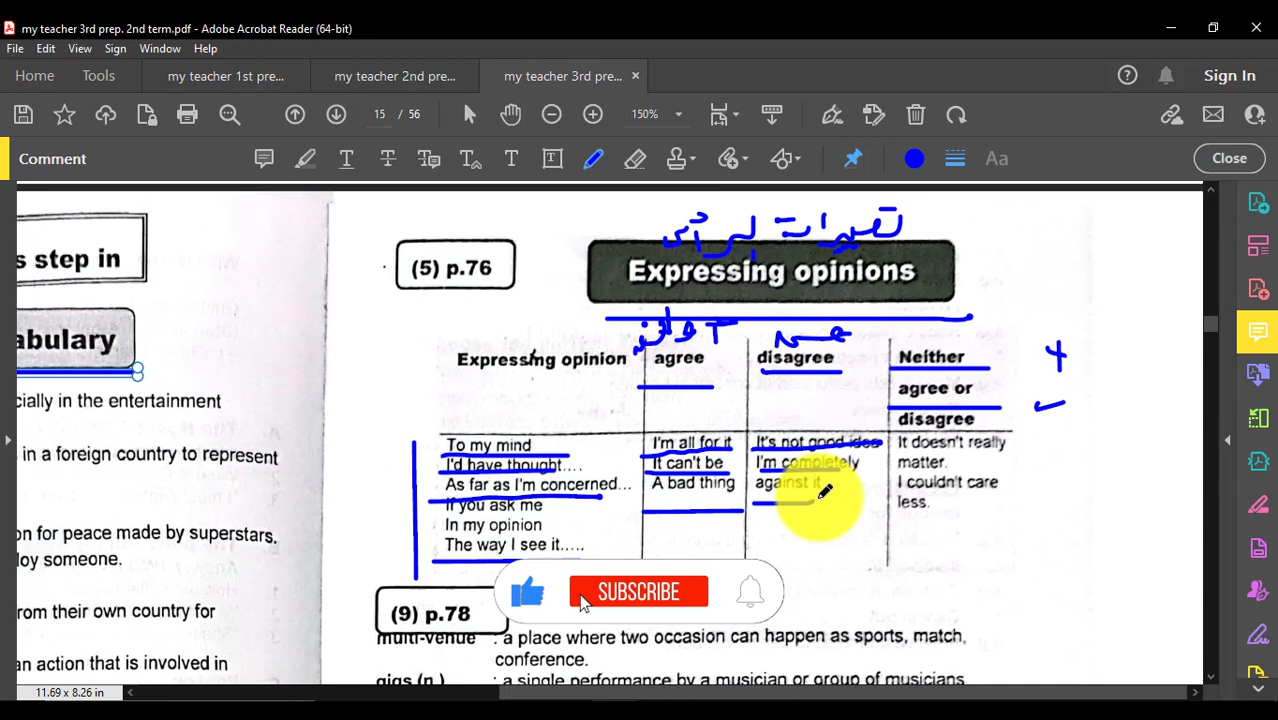 my teacher 3rd prep. 2nd term.pdf - Adobe Acrobat Reader (64-bit)
File Edit View Sign Window Help
Home Tools my teacher 1st pre... my teacher 2nd pre... my teacher 3rd pre... Sign In
15 / 56 150%
Comment Aa Close
s step in
abulary
cially in the entertainment
in a foreign country to represent
on for peace made by superstars.
loy someone.
from their own country for
an action that is involved in
(5) p.76
تعبيرات
Expressing opinions
Expressing opinion agree disagree Neither
agree or
disagree
To my mind I'm all for it It's not good idea It doesn't really
I'd have thought.... It can't be I'm completely matter.
As far as I'm concerned... A bad thing against it I couldn't care
If you ask me less.
In my opinion
The way I see it.....
SUBSCRIBE
(9) p.78
multi-venue : a place where two occasion can happen as sports, match,
conference.
gigs (n.) : a single performance by a musician or group of musicians
11.69 x 8.26 in